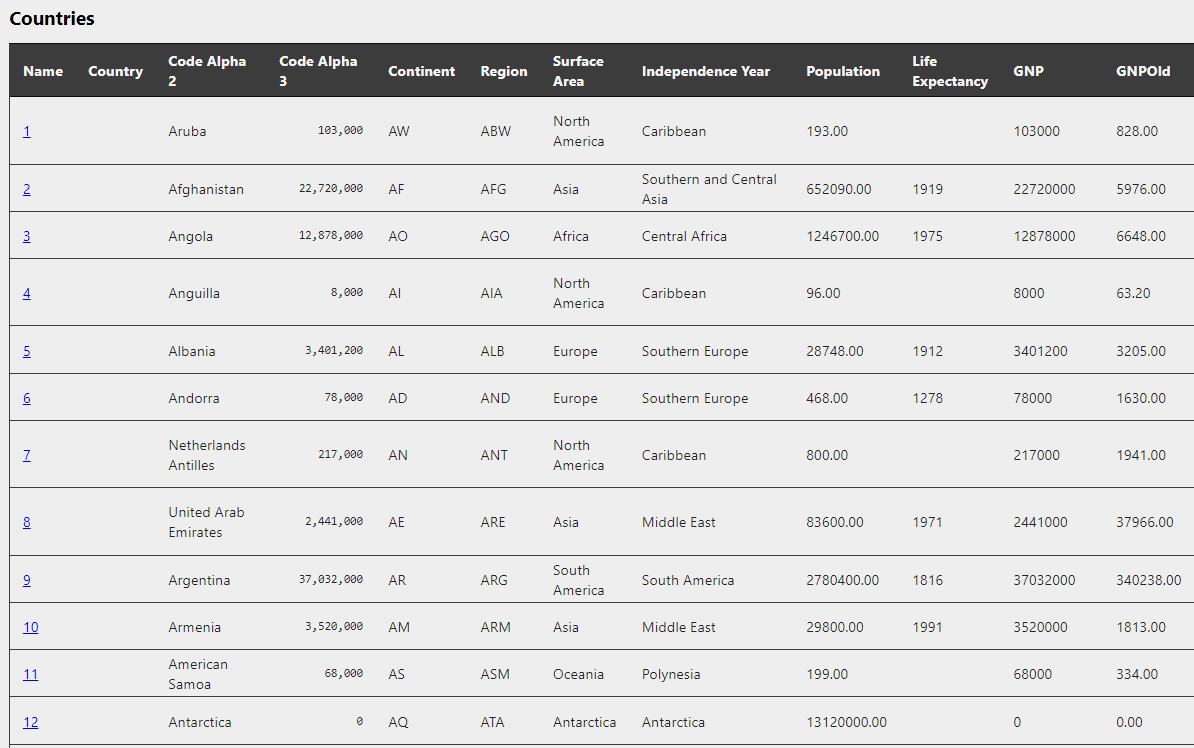 Countries
Name Country Code Alpha 2 Code Alpha 3 Continent Region Surface Area Independence Year Population Life Expectancy GNP GNPOld
1 Aruba 103,000 AW ABW North America Caribbean 193.00 103000 828.00
2 Afghanistan 22,720,000 AF AFG Asia Southern and Central Asia 652090.00 1919 22720000 5976.00
3 Angola 12,878,000 AO AGO Africa Central Africa 1246700.00 1975 12878000 6648.00
4 Anguilla 8,000 AI AIA North America Caribbean 96.00 8000 63.20
5 Albania 3,401,200 AL ALB Europe Southern Europe 28748.00 1912 3401200 3205.00
6 Andorra 78,000 AD AND Europe Southern Europe 468.00 1278 78000 1630.00
7 Netherlands Antilles 217,000 AN ANT North America Caribbean 800.00 217000 1941.00
8 United Arab Emirates 2,441,000 AE ARE Asia Middle East 83600.00 1971 2441000 37966.00
9 Argentina 37,032,000 AR ARG South America South America 2780400.00 1816 37032000 340238.00
10 Armenia 3,520,000 AM ARM Asia Middle East 29800.00 1991 3520000 1813.00
11 American Samoa 68,000 AS ASM Oceania Polynesia 199.00 68000 334.00
12 Antarctica 0 AQ ATA Antarctica Antarctica 13120000.00 0 0.00